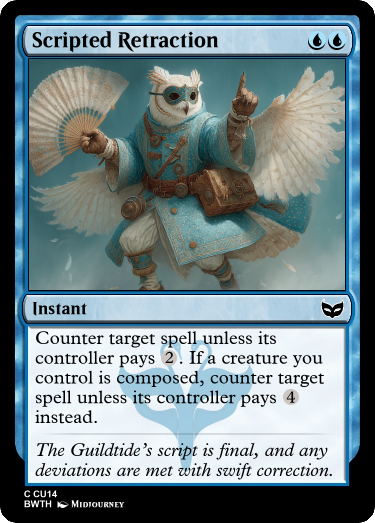 Scripted Retraction
Instant
Counter target spell unless its
controller pays 2. If a creature you
control is composed, counter target
spell unless its controller pays 4
instead.
The Guildtide's script is final, and any
deviations are met with swift correction.
C CU14
BWTH Midjourney